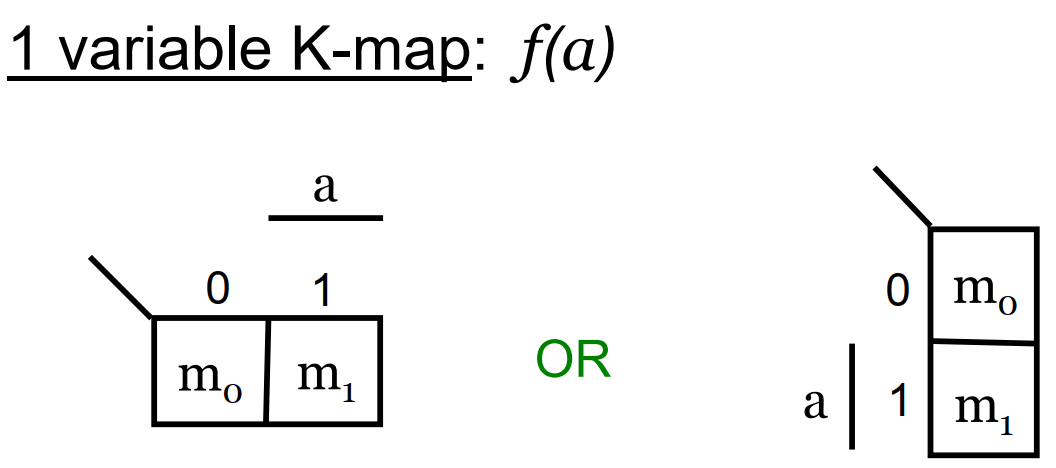 1 variable K-map: f(a)
a
0 1
m₀ m₁
OR
0 m₀
a 1 m₁